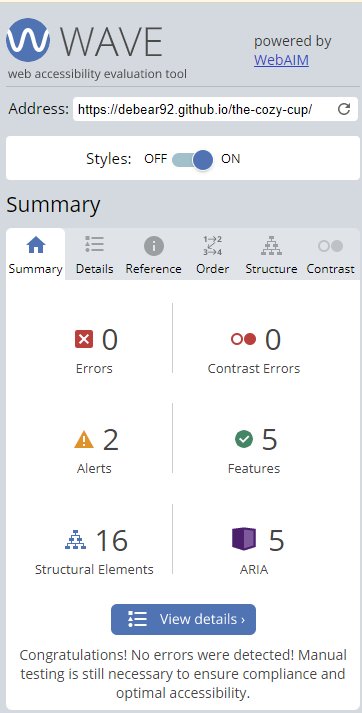 WAVE
web accessibility evaluation tool
powered by
WebAIM
Address: https://debear92.github.io/the-cozy-cup/
Styles: OFF ON
Summary
Summary Details Reference Order Structure Contrast
0
Errors
0
Contrast Errors
2
Alerts
5
Features
16
Structural Elements
5
ARIA
View details ›
Congratulations! No errors were detected! Manual
testing is still necessary to ensure compliance and
optimal accessibility.